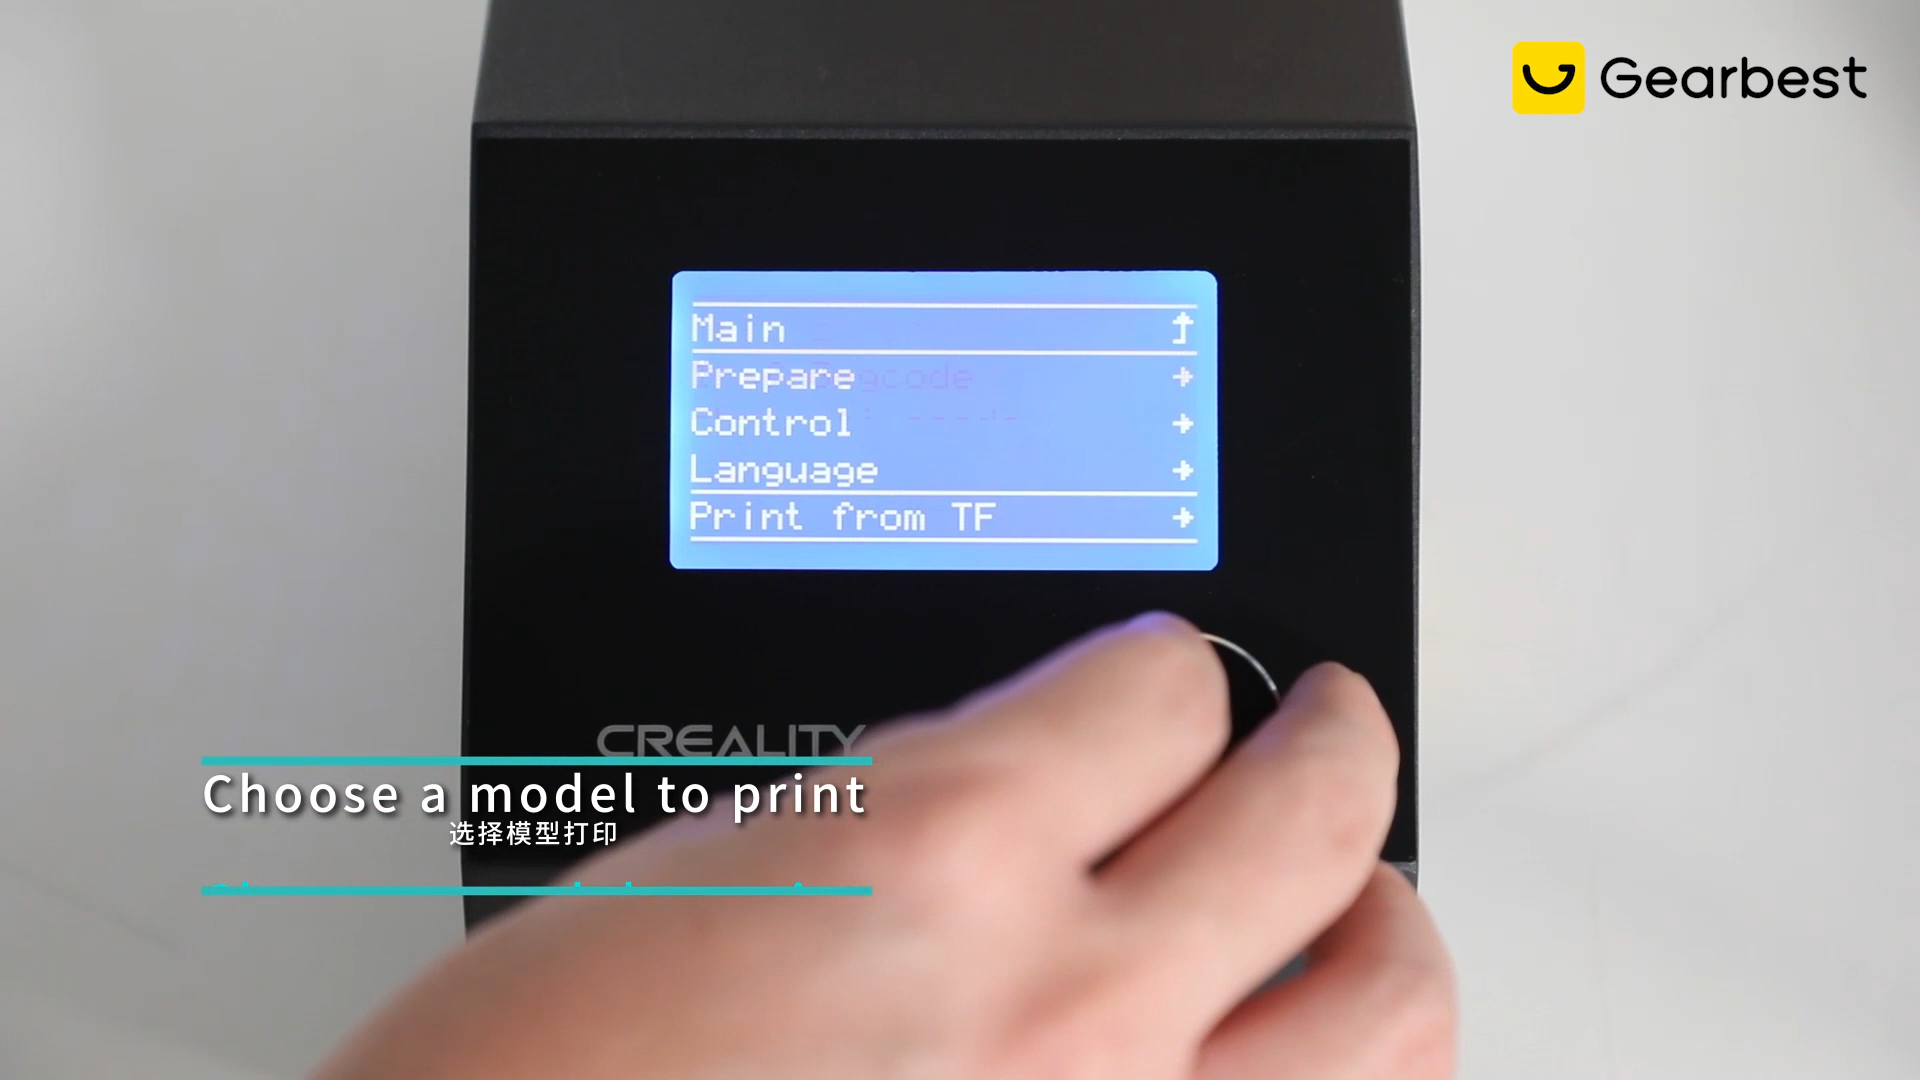 Gearbest
Main
Prepare
Control
Language
Print from TF
CREALITY
Choose a model to print
选择模型打印